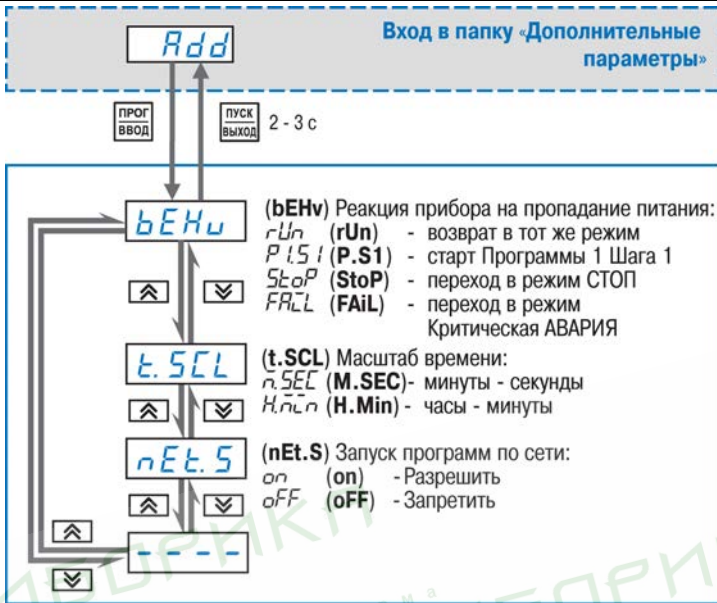 Add
Вход в папку «Дополнительные
параметры»
ПРОГ
ВВОД
ПУСК
ВЫХОД
2 - 3 с
bEHv
(bEHv) Реакция прибора на пропадание питания:
rUn (rUn) - возврат в тот же режим
P1.S1 (P.S1) - старт Программы 1 Шага 1
StoP (StoP) - переход в режим СТОП
FAiL (FAiL) - переход в режим
Критическая АВАРИЯ
t.SCL
(t.SCL) Масштаб времени:
M.SEC (M.SEC)- минуты - секунды
H.Min (H.Min) - часы - минуты
nEt.S
(nEt.S) Запуск программ по сети:
on (on) - Разрешить
oFF (oFF) - Запретить
- - - -